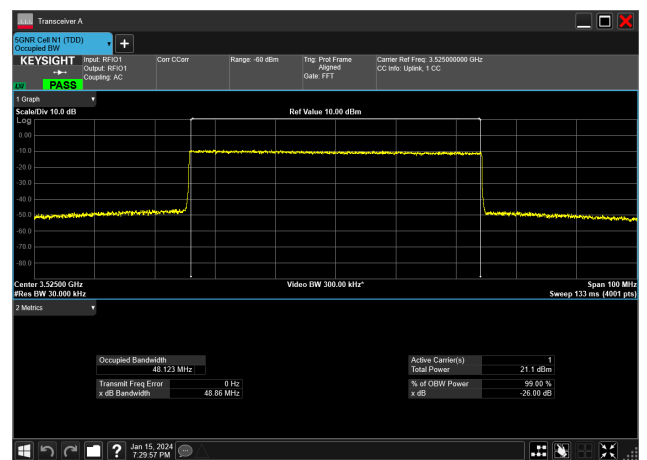 Transceiver A
5GNR Cell N1 (TDD)
Occupied BW
KEYSIGHT
LV
PASS
Input: RFIO1
Output: RFIO1
Coupling: AC
Corr CCorr
Range: -60 dBm
Trig: Prot Frame
Aligned
Gate: FFT
Carrier Ref Freq: 3.525000000 GHz
CC Info: Uplink, 1 CC
1 Graph
Scale/Div 10.0 dB
Ref Value 10.00 dBm
Log
0.00
-10.0
-20.0
-30.0
-40.0
-50.0
-60.0
-70.0
-80.0
Center 3.52500 GHz
Video BW 300.00 kHz*
Span 100 MHz
#Res BW 30.000 kHz
Sweep 133 ms (4001 pts)
2 Metrics
Occupied Bandwidth
48.123 MHz
Transmit Freq Error 0 Hz
x dB Bandwidth 48.86 MHz
Active Carrier(s) 1
Total Power 21.1 dBm
% of OBW Power 99.00 %
x dB -26.00 dB
Jan 15, 2024
7:29:57 PM